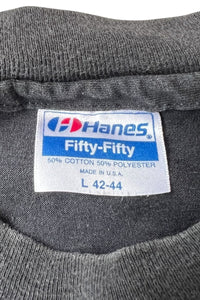 Hanes®
Fifty-Fifty
50% COTTON 50% POLYESTER
MADE IN U.S.A.
L 42-44